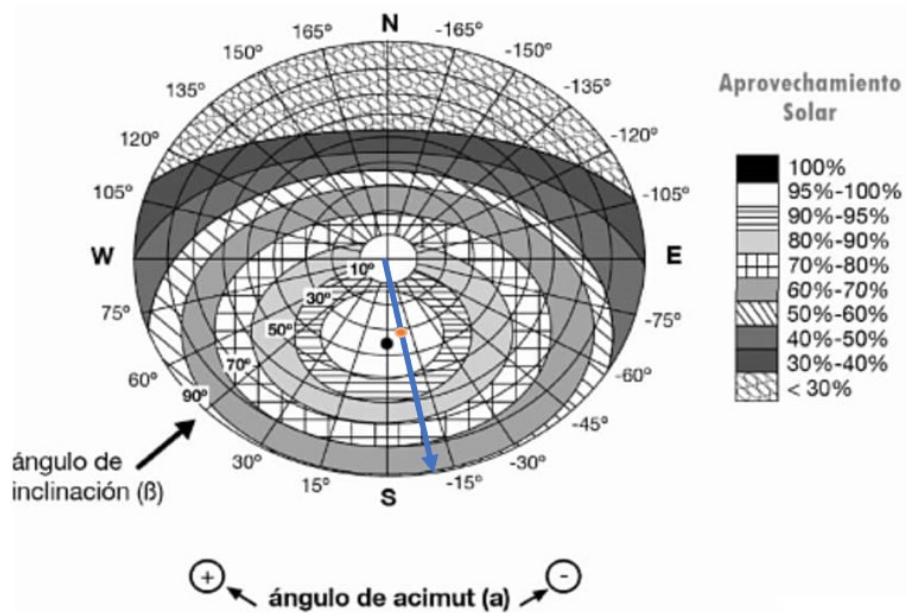 N
165º
-165º
150º
-150º
135º
-135º
120º
-120º
105º
-105º
W
E
75º
-75º
60º
-60º
-45º
30º
-30º
15º
-15º
S
10º
30º
50º
70º
90º
ángulo de
inclinación (ß)
Aprovechamiento
Solar
100%
95%-100%
90%-95%
80%-90%
70%-80%
60%-70%
50%-60%
40%-50%
30%-40%
< 30%
+
ángulo de acimut (a)
-